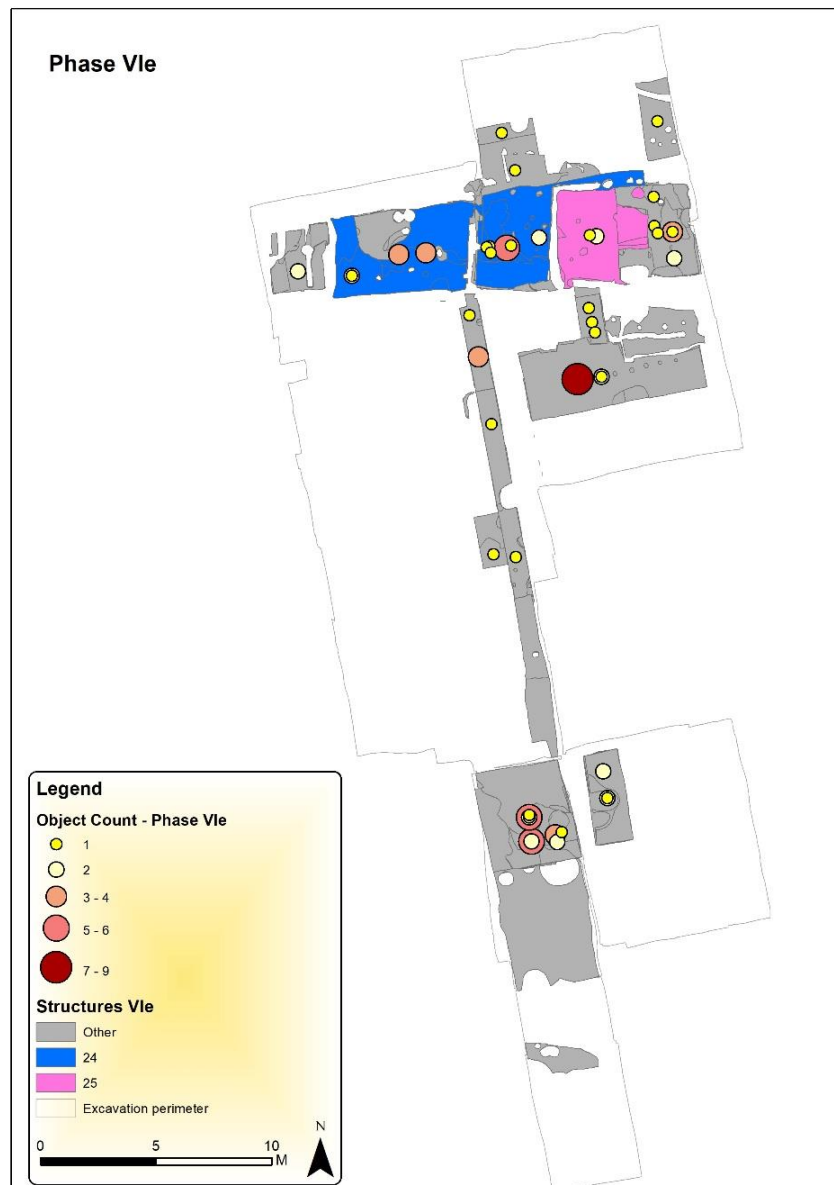 Phase VIe
Legend
Object Count - Phase VIe
1
2
3 - 4
5 - 6
7 - 9
Structures VIe
Other
24
25
Excavation perimeter
N
0 5 10
M